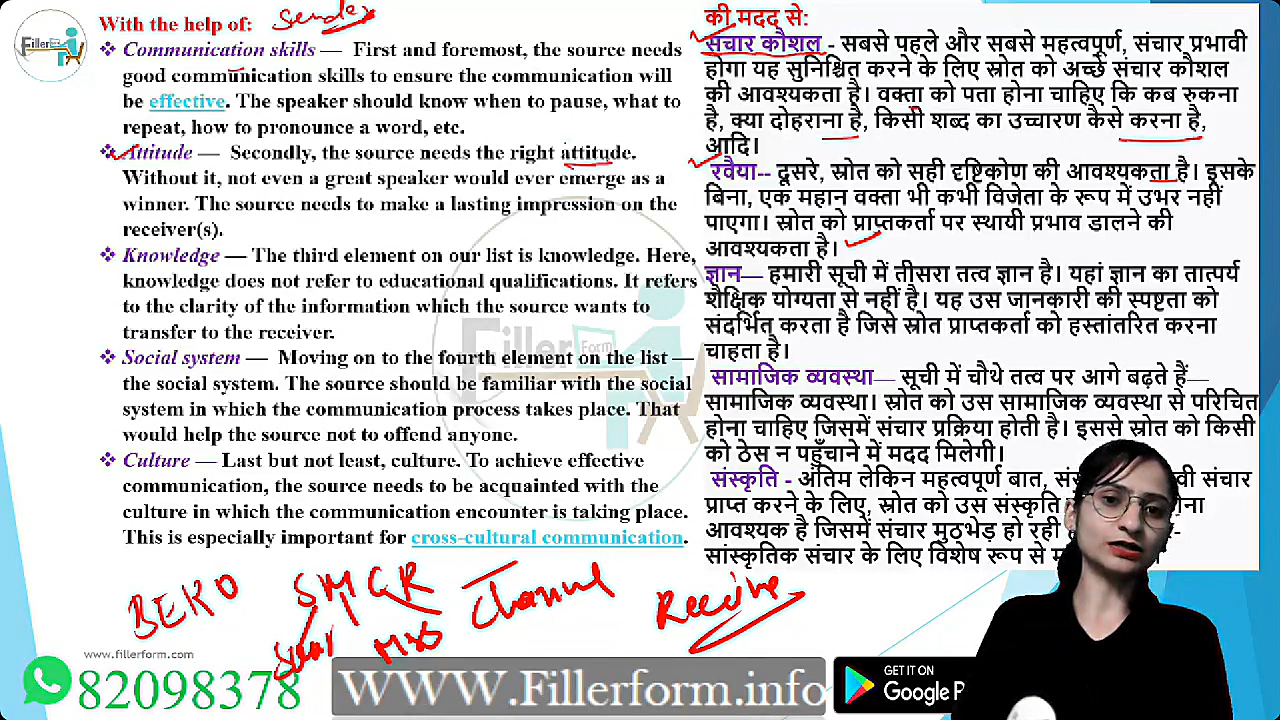 Filler Form
With the help of:
Sender
❖ Communication skills — First and foremost, the source needs
good communication skills to ensure the communication will
be effective. The speaker should know when to pause, what to
repeat, how to pronounce a word, etc.
❖ Attitude — Secondly, the source needs the right attitude.
Without it, not even a great speaker would ever emerge as a
winner. The source needs to make a lasting impression on the
receiver(s).
❖ Knowledge — The third element on our list is knowledge. Here,
knowledge does not refer to educational qualifications. It refers
to the clarity of the information which the source wants to
transfer to the receiver.
❖ Social system — Moving on to the fourth element on the list —
the social system. The source should be familiar with the social
system in which the communication process takes place. That
would help the source not to offend anyone.
❖ Culture — Last but not least, culture. To achieve effective
communication, the source needs to be acquainted with the
culture in which the communication encounter is taking place.
This is especially important for cross-cultural communication.
की मदद से:
संचार कौशल - सबसे पहले और सबसे महत्वपूर्ण, संचार प्रभावी
होगा यह सुनिश्चित करने के लिए स्रोत को अच्छे संचार कौशल
की आवश्यकता है। वक्ता को पता होना चाहिए कि कब रुकना
है, क्या दोहराना है, किसी शब्द का उच्चारण कैसे करना है,
आदि।
रवैया-- दूसरे, स्रोत को सही दृष्टिकोण की आवश्यकता है। इसके
बिना, एक महान वक्ता भी कभी विजेता के रूप में उभर नहीं
पाएगा। स्रोत को प्राप्तकर्ता पर स्थायी प्रभाव डालने की
आवश्यकता है।
ज्ञान— हमारी सूची में तीसरा तत्व ज्ञान है। यहां ज्ञान का तात्पर्य
शैक्षिक योग्यता से नहीं है। यह उस जानकारी की स्पष्टता को
संदर्भित करता है जिसे स्रोत प्राप्तकर्ता को हस्तांतरित करना
चाहता है।
सामाजिक व्यवस्था— सूची में चौथे तत्व पर आगे बढ़ते हैं—
सामाजिक व्यवस्था। स्रोत को उस सामाजिक व्यवस्था से परिचित
होना चाहिए जिसमें संचार प्रक्रिया होती है। इससे स्रोत को किसी
को ठेस न पहुँचाने में मदद मिलेगी।
संस्कृति - अंतिम लेकिन महत्वपूर्ण बात, संचार
प्राप्त करने के लिए, स्रोत को उस संस्कृति
आवश्यक है जिसमें संचार मुठभेड़ हो रही
सांस्कृतिक संचार के लिए विशेष रूप से
Filler Form
BERLO SMCR Channel Receiver
www.fillerform.com
82098378
WWW.Fillerform.info
GET IT ON
Google P